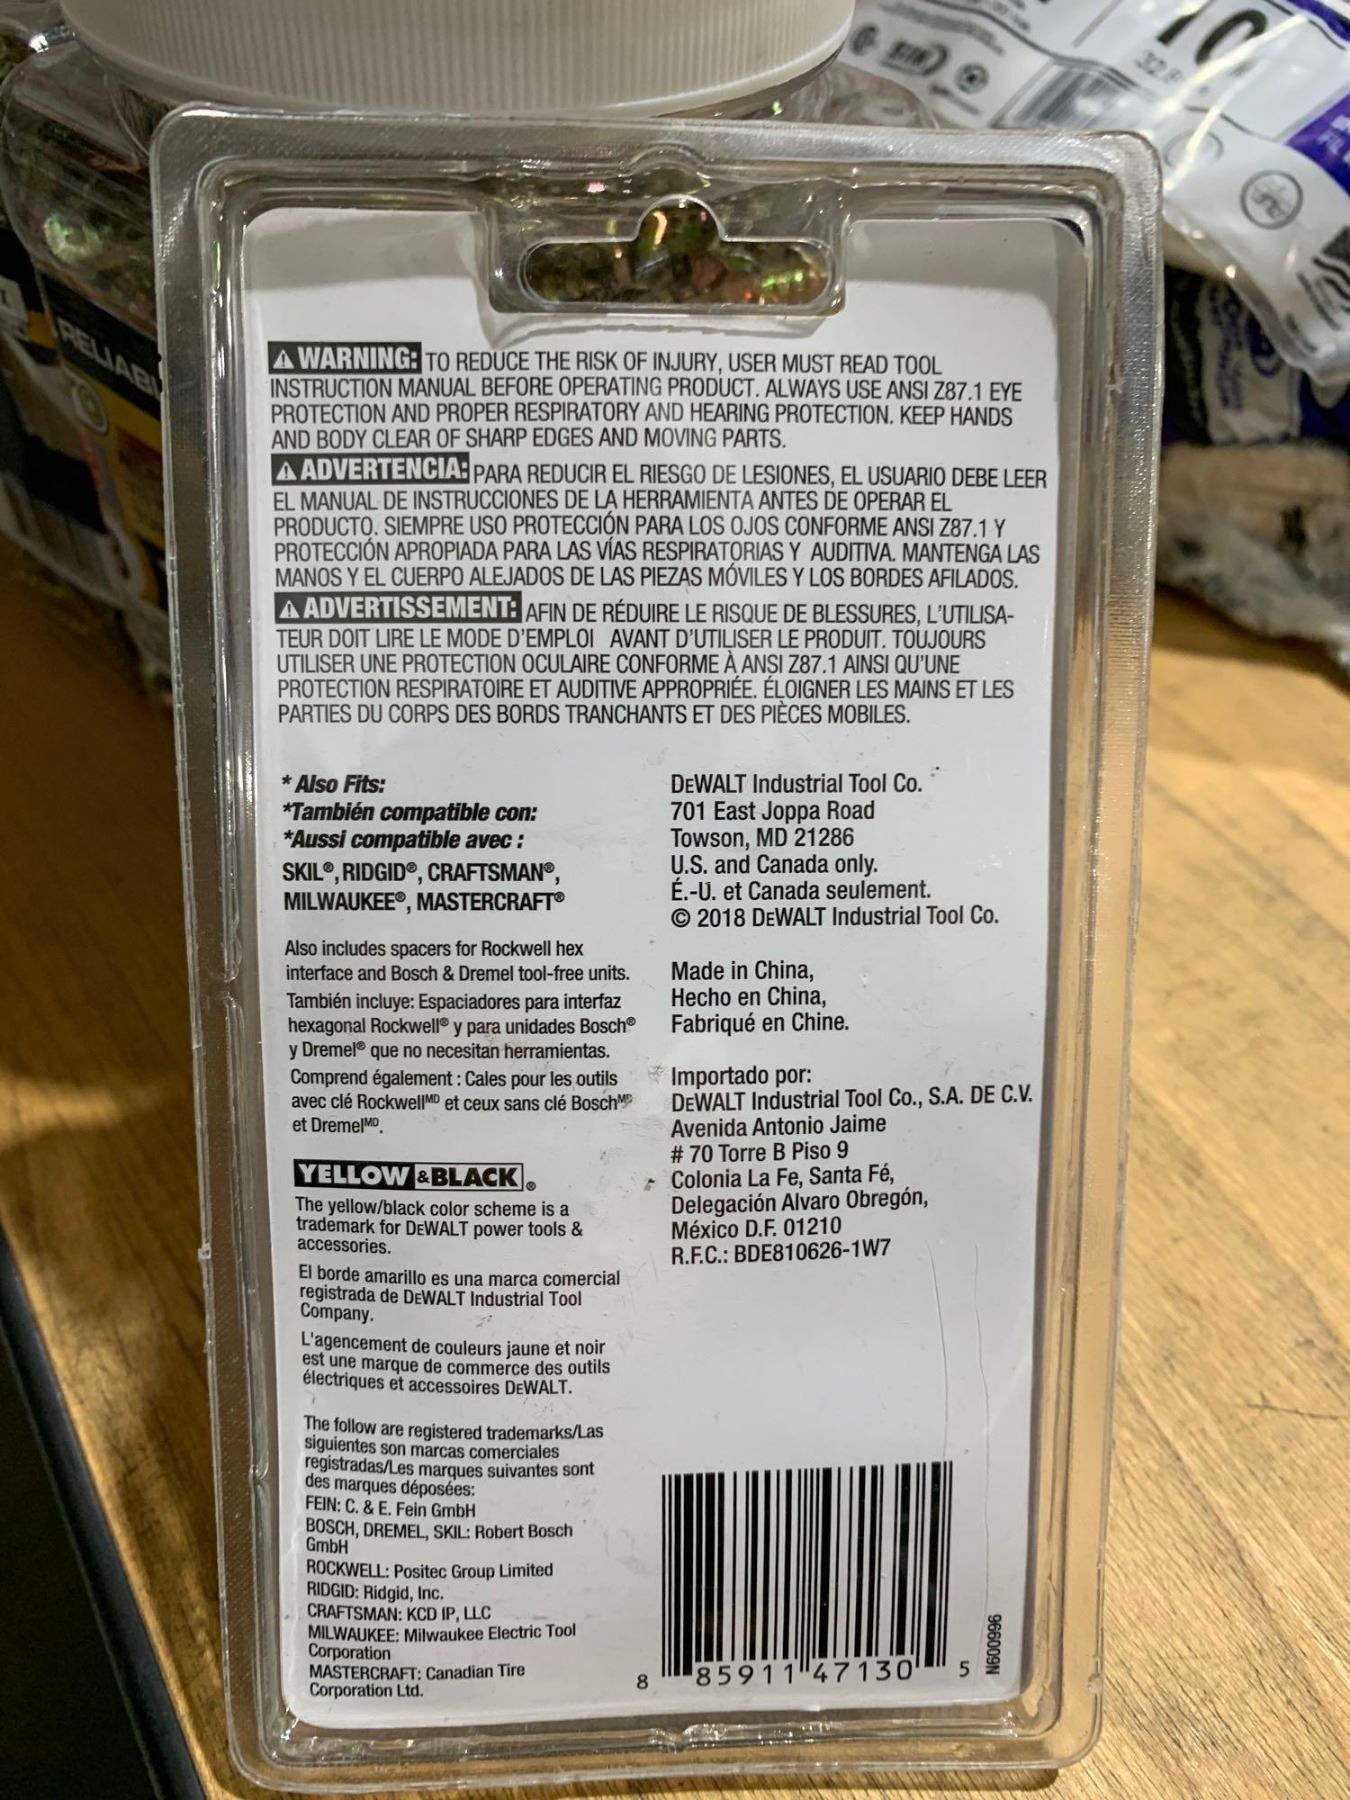 RELIAB
10
32 F
⚠ WARNING: TO REDUCE THE RISK OF INJURY, USER MUST READ TOOL
INSTRUCTION MANUAL BEFORE OPERATING PRODUCT. ALWAYS USE ANSI Z87.1 EYE
PROTECTION AND PROPER RESPIRATORY AND HEARING PROTECTION. KEEP HANDS
AND BODY CLEAR OF SHARP EDGES AND MOVING PARTS.
⚠ ADVERTENCIA: PARA REDUCIR EL RIESGO DE LESIONES, EL USUARIO DEBE LEER
EL MANUAL DE INSTRUCCIONES DE LA HERRAMIENTA ANTES DE OPERAR EL
PRODUCTO. SIEMPRE USO PROTECCIÓN PARA LOS OJOS CONFORME ANSI Z87.1 Y
PROTECCIÓN APROPIADA PARA LAS VÍAS RESPIRATORIAS Y AUDITIVA. MANTENGA LAS
MANOS Y EL CUERPO ALEJADOS DE LAS PIEZAS MÓVILES Y LOS BORDES AFILADOS.
⚠ ADVERTISSEMENT: AFIN DE RÉDUIRE LE RISQUE DE BLESSURES, L'UTILISA-
TEUR DOIT LIRE LE MODE D'EMPLOI AVANT D'UTILISER LE PRODUIT. TOUJOURS
UTILISER UNE PROTECTION OCULAIRE CONFORME À ANSI Z87.1 AINSI QU'UNE
PROTECTION RESPIRATOIRE ET AUDITIVE APPROPRIÉE. ÉLOIGNER LES MAINS ET LES
PARTIES DU CORPS DES BORDS TRANCHANTS ET DES PIÈCES MOBILES.
* Also Fits:
*También compatible con:
*Aussi compatible avec :
SKIL®, RIDGID®, CRAFTSMAN®,
MILWAUKEE®, MASTERCRAFT®
Also includes spacers for Rockwell hex
interface and Bosch & Dremel tool-free units.
También incluye: Espaciadores para interfaz
hexagonal Rockwell® y para unidades Bosch®
y Dremel® que no necesitan herramientas.
Comprend également : Cales pour les outils
avec clé Rockwellᴹᴰ et ceux sans clé Boschᴹᴰ
et Dremelᴹᴰ.
YELLOW &BLACK®
The yellow/black color scheme is a
trademark for DEWALT power tools &
accessories.
El borde amarillo es una marca comercial
registrada de DEWALT Industrial Tool
Company.
L'agencement de couleurs jaune et noir
est une marque de commerce des outils
électriques et accessoires DEWALT.
The follow are registered trademarks/Las
siguientes son marcas comerciales
registradas/Les marques suivantes sont
des marques déposées:
FEIN: C. & E. Fein GmbH
BOSCH, DREMEL, SKIL: Robert Bosch
GmbH
ROCKWELL: Positec Group Limited
RIDGID: Ridgid, Inc.
CRAFTSMAN: KCD IP, LLC
MILWAUKEE: Milwaukee Electric Tool
Corporation
MASTERCRAFT: Canadian Tire
Corporation Ltd.
DEWALT Industrial Tool Co.
701 East Joppa Road
Towson, MD 21286
U.S. and Canada only.
É.-U. et Canada seulement.
© 2018 DEWALT Industrial Tool Co.
Made in China,
Hecho en China,
Fabriqué en Chine.
Importado por:
DEWALT Industrial Tool Co., S.A. DE C.V.
Avenida Antonio Jaime
# 70 Torre B Piso 9
Colonia La Fe, Santa Fé,
Delegación Alvaro Obregón,
México D.F. 01210
R.F.C.: BDE810626-1W7
8 85911 47130 5
N600996